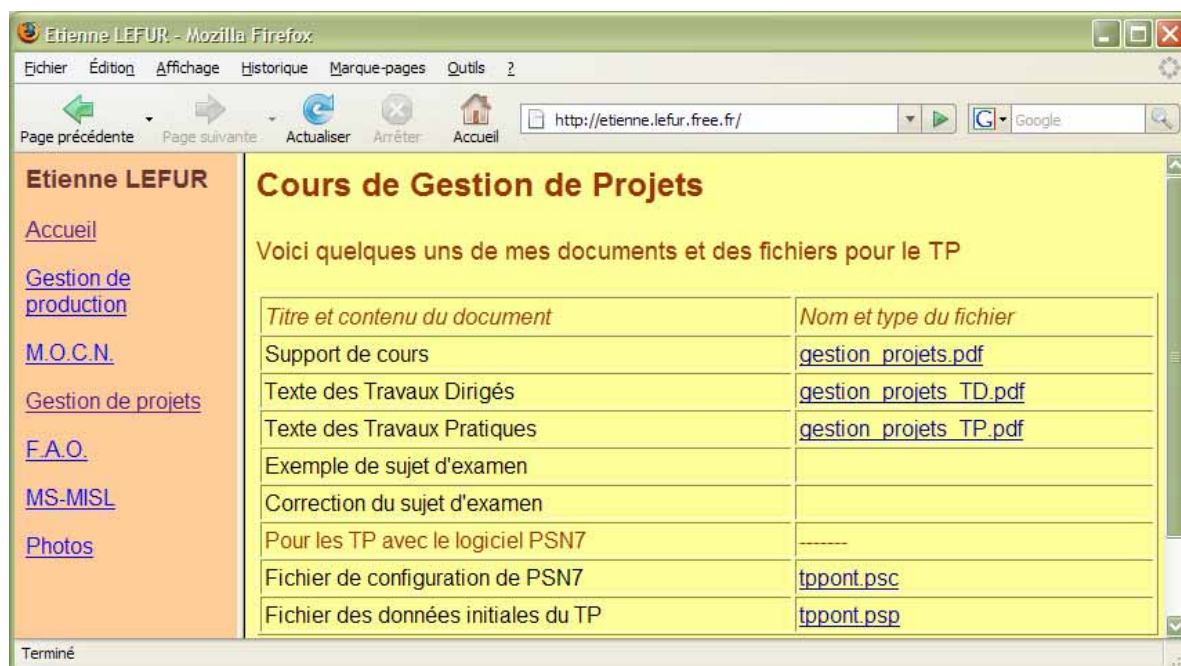 Etienne LEFUR - Mozilla Firefox
Fichier Édition Affichage Historique Marque-pages Outils ?
Page précédente Page suivante Actualiser Arrêter Accueil http://etienne.lefur.free.fr/ G Google
Etienne LEFUR
Accueil
Gestion de
production
M.O.C.N.
Gestion de projets
F.A.O.
MS-MISL
Photos
Cours de Gestion de Projets
Voici quelques uns de mes documents et des fichiers pour le TP
Titre et contenu du document Nom et type du fichier
Support de cours gestion_projets.pdf
Texte des Travaux Dirigés gestion_projets_TD.pdf
Texte des Travaux Pratiques gestion_projets_TP.pdf
Exemple de sujet d'examen
Correction du sujet d'examen
Pour les TP avec le logiciel PSN7 -------
Fichier de configuration de PSN7 tppont.psc
Fichier des données initiales du TP tppont.psp
Terminé